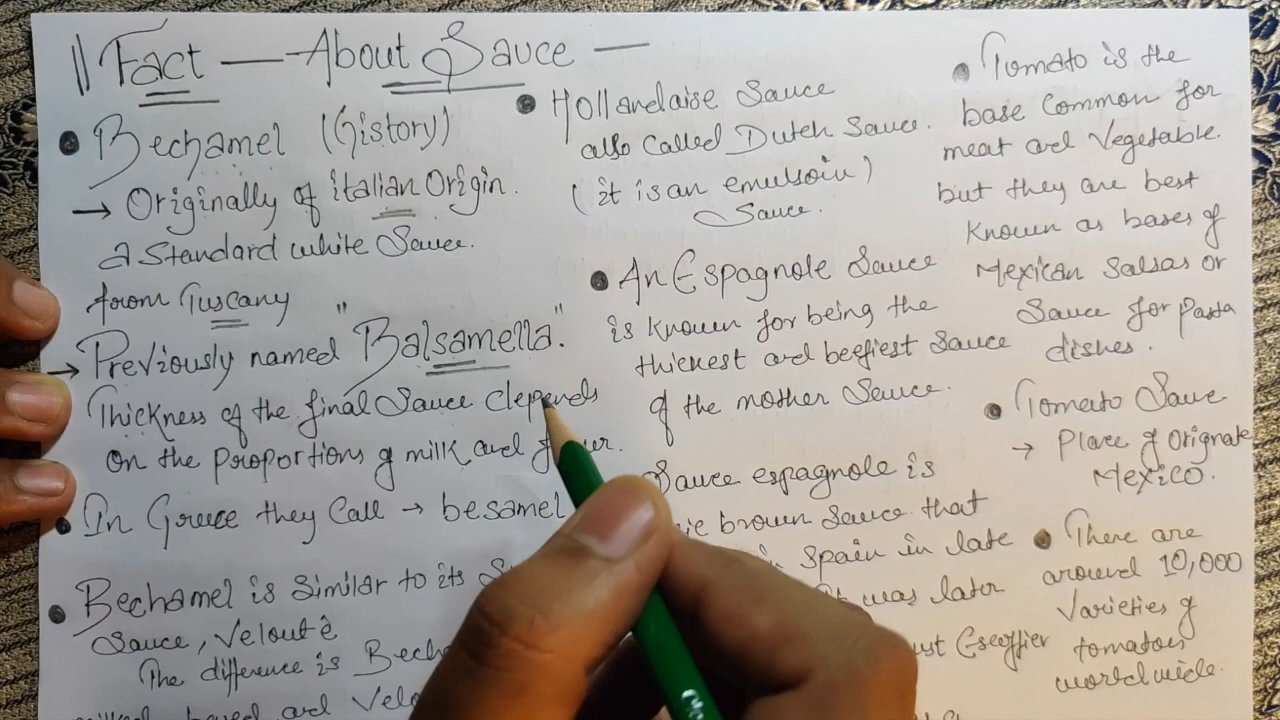 Fact — About Sauce —
• Bechamel (Gistory)
→ Originally of italian Origin.
a Standard white Sauce.
from Tuscany
→ Previously named "Balsamella."
Thickness of the final Sauce depends
on the proportions of milk and
• In Greece they Call → besamel
• Bechamel is Similar to its
Sauce, Veloutè
The difference is
and
• Hollandaise Sauce
also Called Dutch Sauce.
(it is an emulsoin)
Sauce.
• An Espagnole Sauce
is known for being the
thickest and beefiest Sauce
of the mother Sauce.
Sauce espagnole is
brown Sauce that
Spain in late
was later
Escoffier
• Tomato is the
base Common for
meat and Vegetable.
but they are best
Known as bases of
Mexican Salsas or
Sauce for Pasta
dishes.
• Tomato Sauce
→ Place of Orignate
Mexico.
• There are
around 10,000
Varieties of
tomatoes
worldwide.